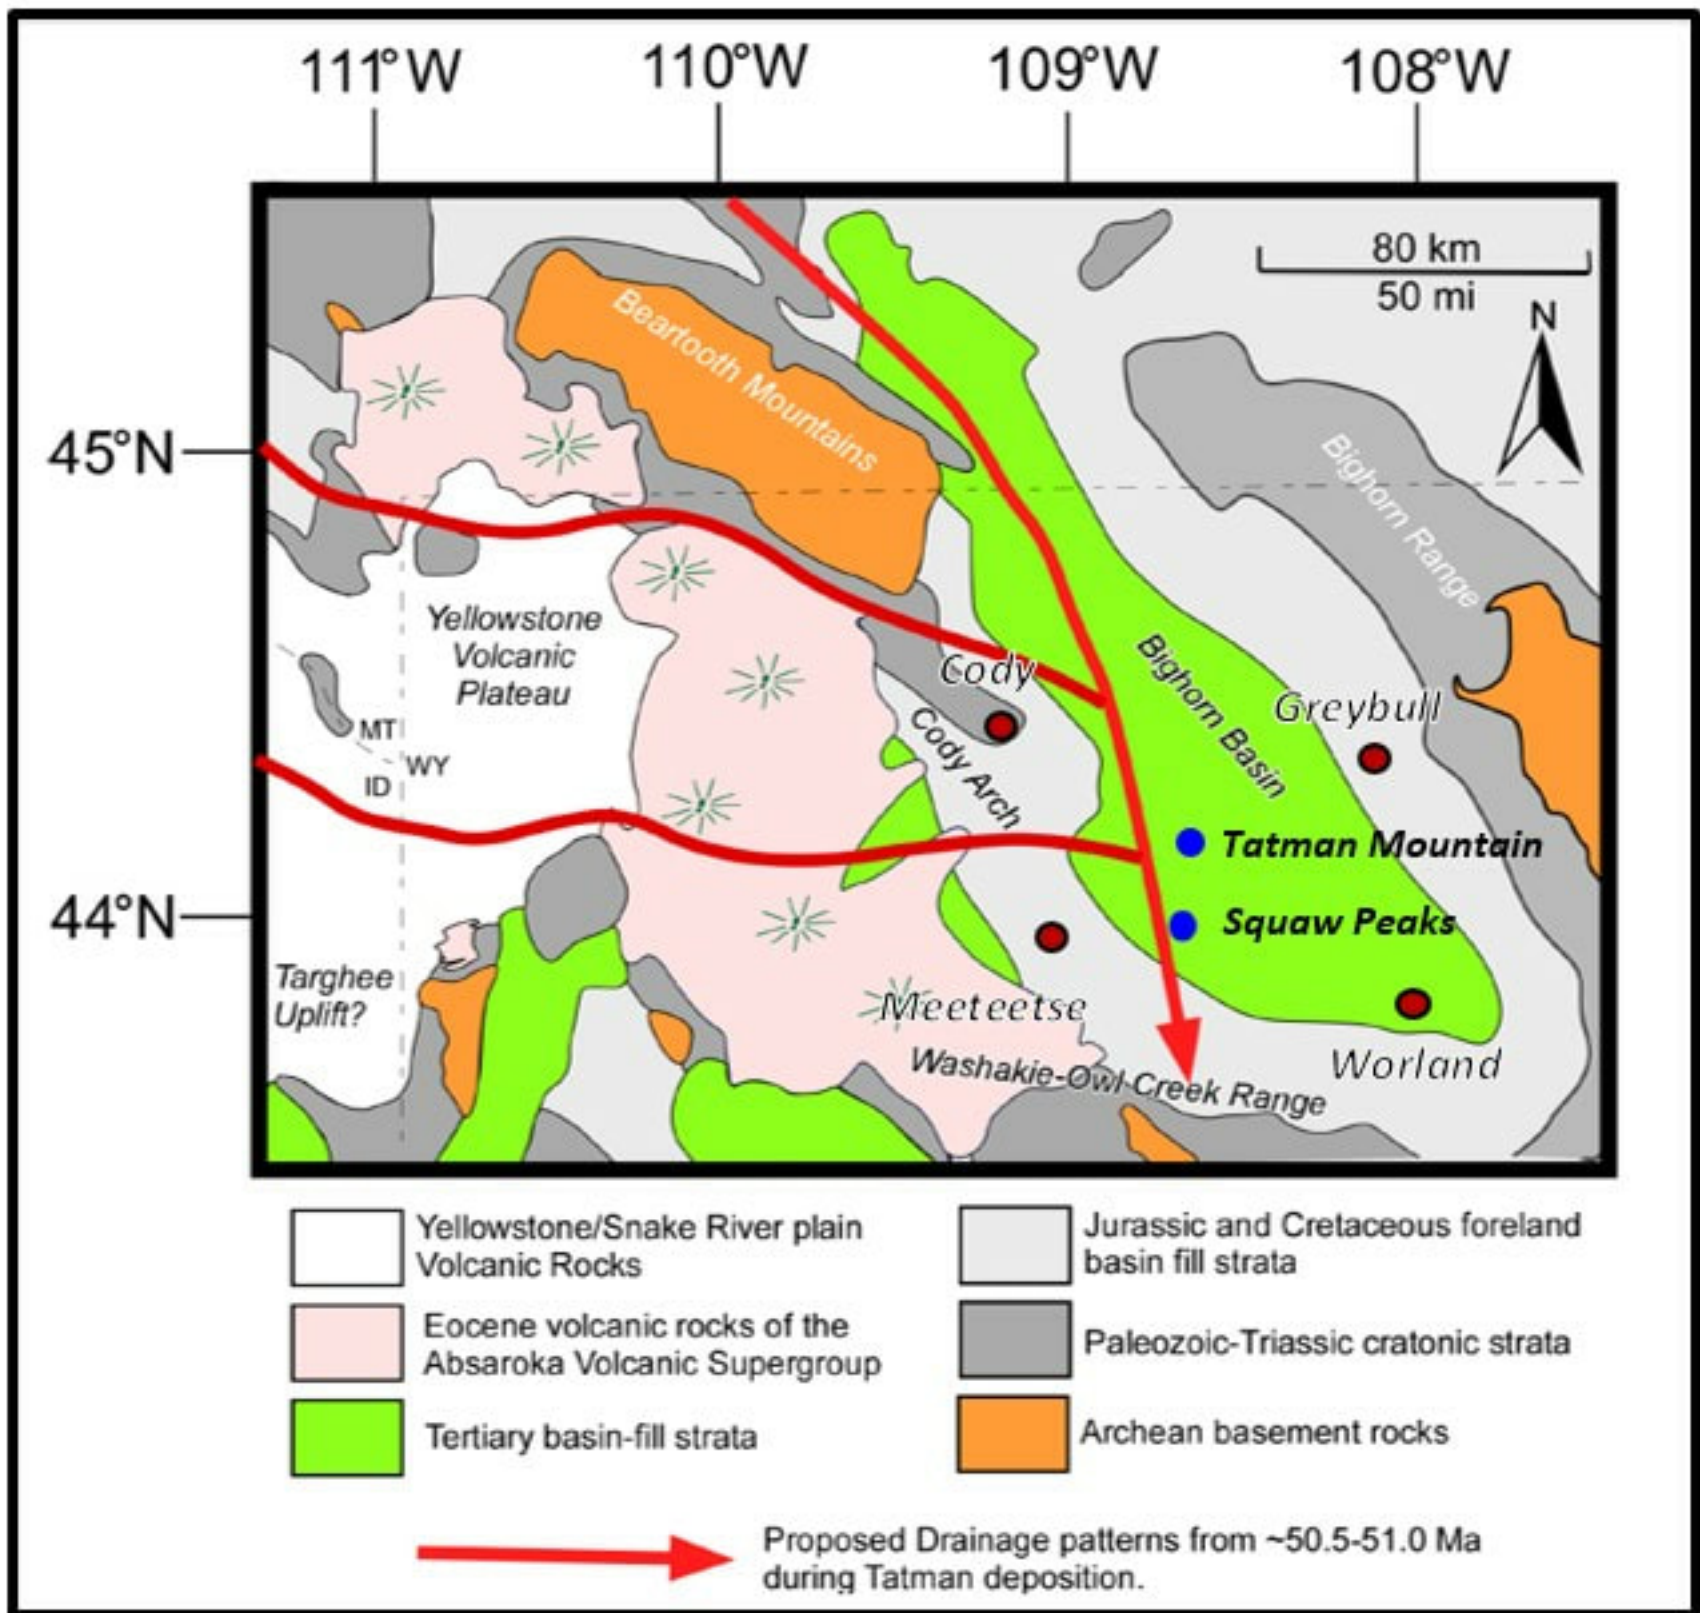 111°W 110°W 109°W 108°W
80 km
50 mi
N
Beartooth Mountains
45°N
Bighorn Range
Yellowstone
Volcanic
Plateau
Cody
Bighorn Basin
Greybull
MT
WY
ID
Cody Arch
Tatman Mountain
44°N
Squaw Peaks
Targhee
Uplift?
Meeteetse
Washakie-Owl Creek Range
Worland
Yellowstone/Snake River plain
Volcanic Rocks
Jurassic and Cretaceous foreland
basin fill strata
Eocene volcanic rocks of the
Absaroka Volcanic Supergroup
Paleozoic-Triassic cratonic strata
Tertiary basin-fill strata
Archean basement rocks
Proposed Drainage patterns from ~50.5-51.0 Ma
during Tatman deposition.